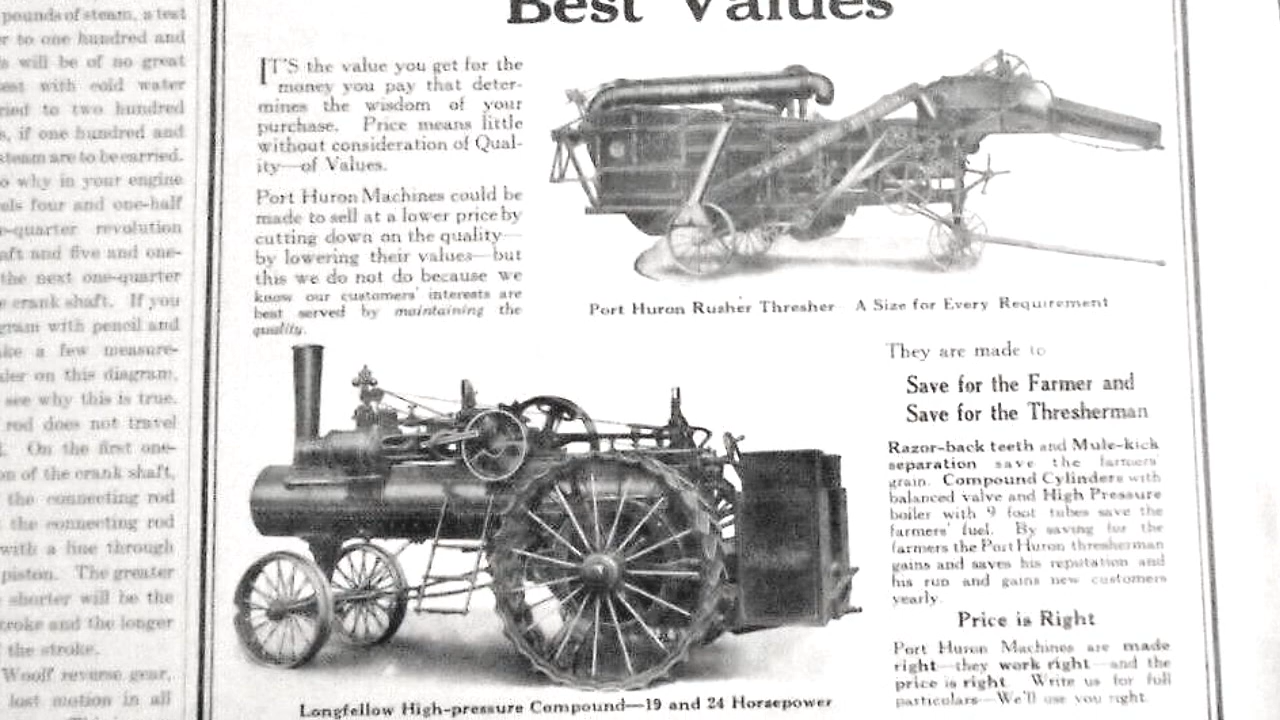 pounds of steam, a test
to one hundred and
will be of no great
with cold water
to two hundred
if one hundred and
steam are to be carried.
why in your engine
four and one-half
-quarter revolution
and five and one-
the next one-quarter
crank shaft. If you
with pencil and
a few measure-
on this diagram,
see why this is true.
rod does not travel
On the first one-
of the crank shaft,
the connecting rod
the connecting rod
with a line through
piston. The greater
shorter will be the
and the longer
the stroke.
Woolf reverse gear,
lost motion in all
Best Values
IT'S the value you get for the
money you pay that deter-
mines the wisdom of your
purchase. Price means little
without consideration of Qual-
ity—of Values.
Port Huron Machines could be
made to sell at a lower price by
cutting down on the quality—
by lowering their values—but
this we do not do because we
know our customers' interests are
best served by maintaining the
quality.
Port Huron Rusher Thresher A Size for Every Requirement
They are made to
Save for the Farmer and
Save for the Thresherman
Razor-back teeth and Mule-kick
separation save the farmers'
grain. Compound Cylinders with
balanced valve and High Pressure
boiler with 9 foot tubes save the
farmers' fuel. By saving for the
farmers the Port Huron thresherman
gains and saves his reputation and
his run and gains new customers
yearly.
Price is Right
Port Huron Machines are made
right—they work right—and the
price is right. Write us for full
particulars—We'll use you right.
Longfellow High-pressure Compound—19 and 24 Horsepower